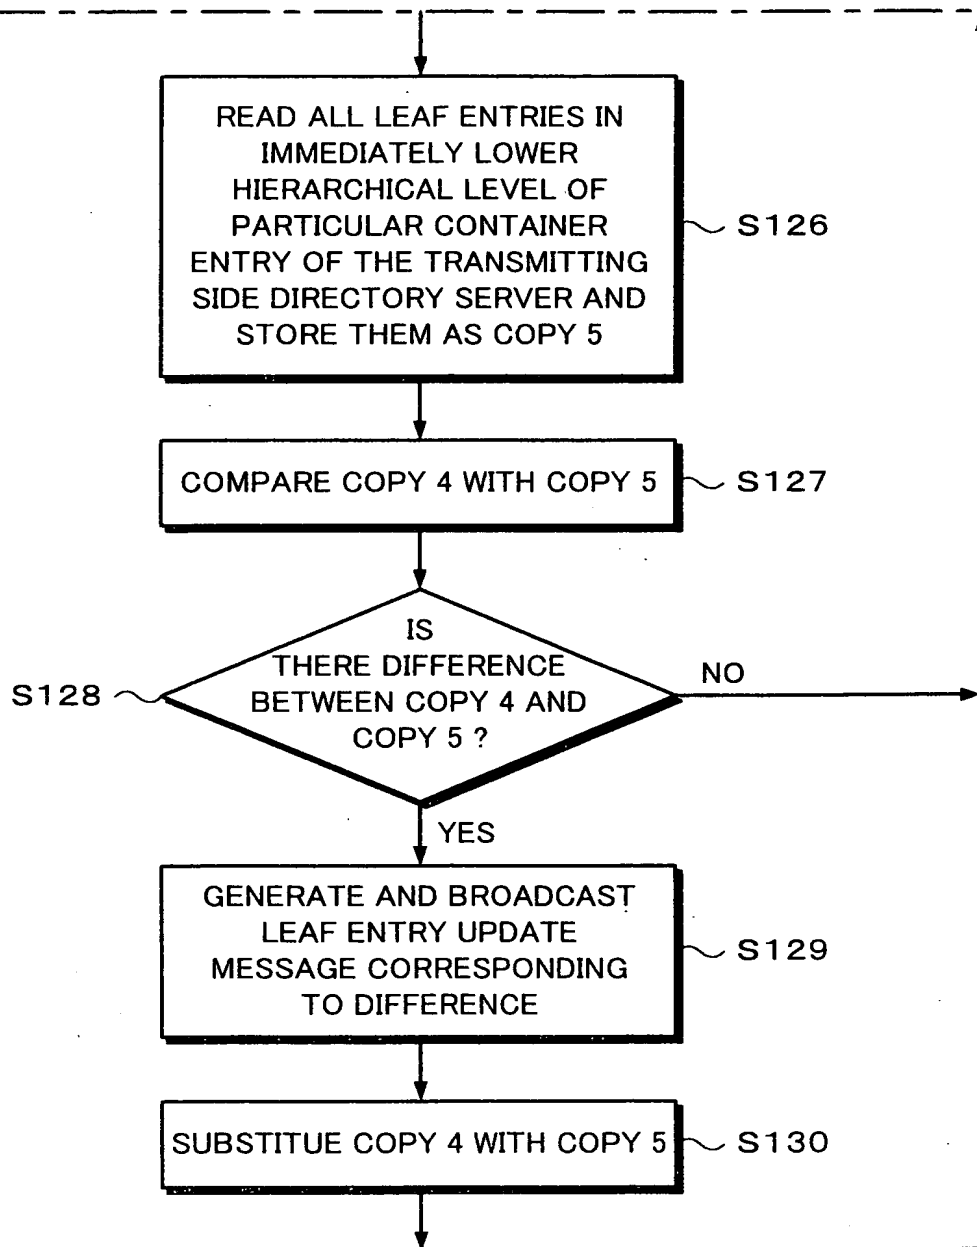 READ ALL LEAF ENTRIES IN
IMMEDIATELY LOWER
HIERARCHICAL LEVEL OF
PARTICULAR CONTAINER
ENTRY OF THE TRANSMITTING
SIDE DIRECTORY SERVER AND
STORE THEM AS COPY 5
S126
COMPARE COPY 4 WITH COPY 5
S127
IS
THERE DIFFERENCE
BETWEEN COPY 4 AND
COPY 5 ?
S128
NO
YES
GENERATE AND BROADCAST
LEAF ENTRY UPDATE
MESSAGE CORRESPONDING
TO DIFFERENCE
S129
SUBSTITUE COPY 4 WITH COPY 5
S130